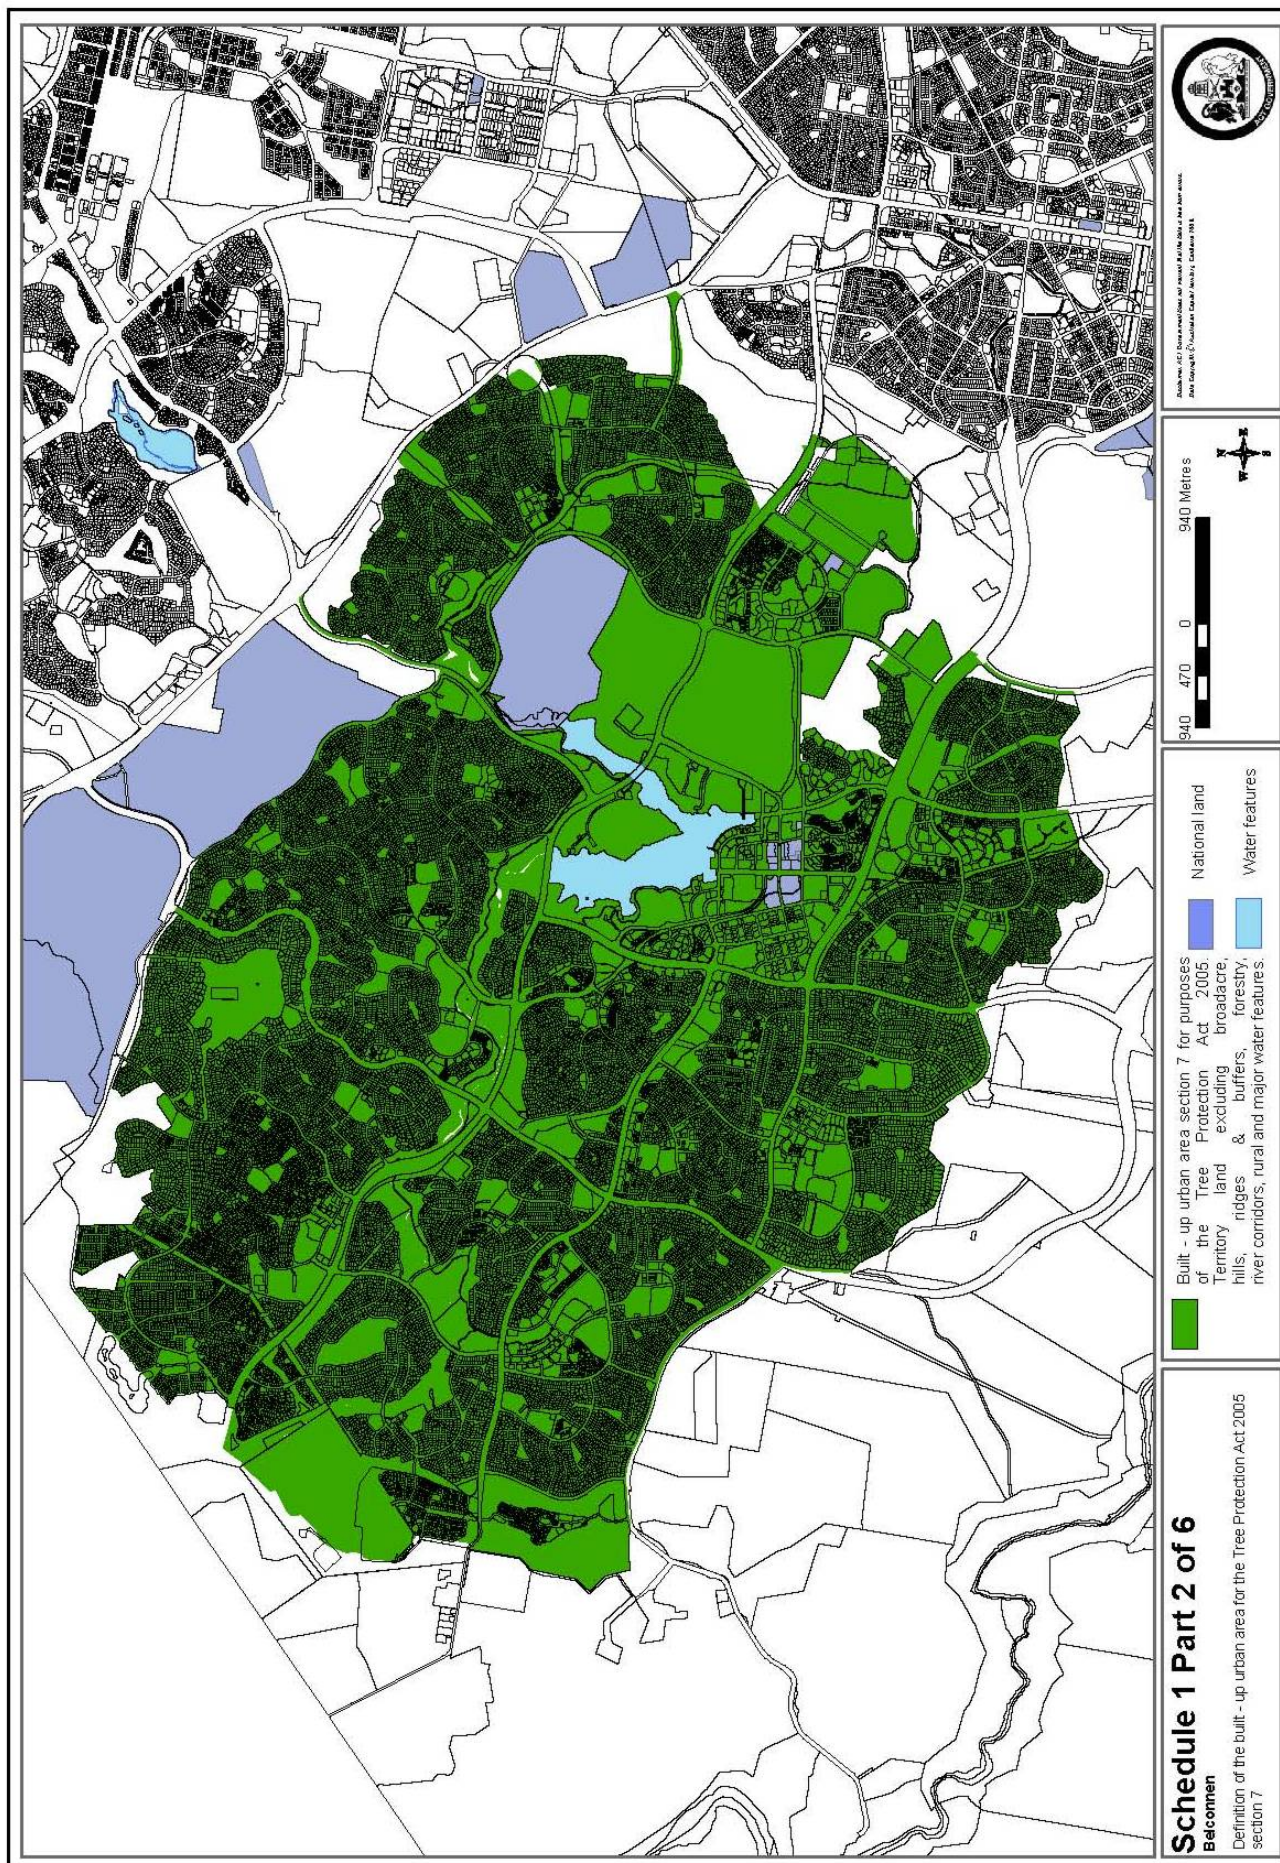 Schedule 1 Part 2 of 6
Belconnen
Definition of the built - up urban area for the Tree Protection Act 2005
section 7
Built - up urban area section 7 for purposes
of the Tree Protection Act 2005.
Territory land excluding broadacre,
hills, ridges & buffers, forestry,
river corridors, rural and major water features.
National land
Water features
940 470 0 940 Metres
N
W E
S